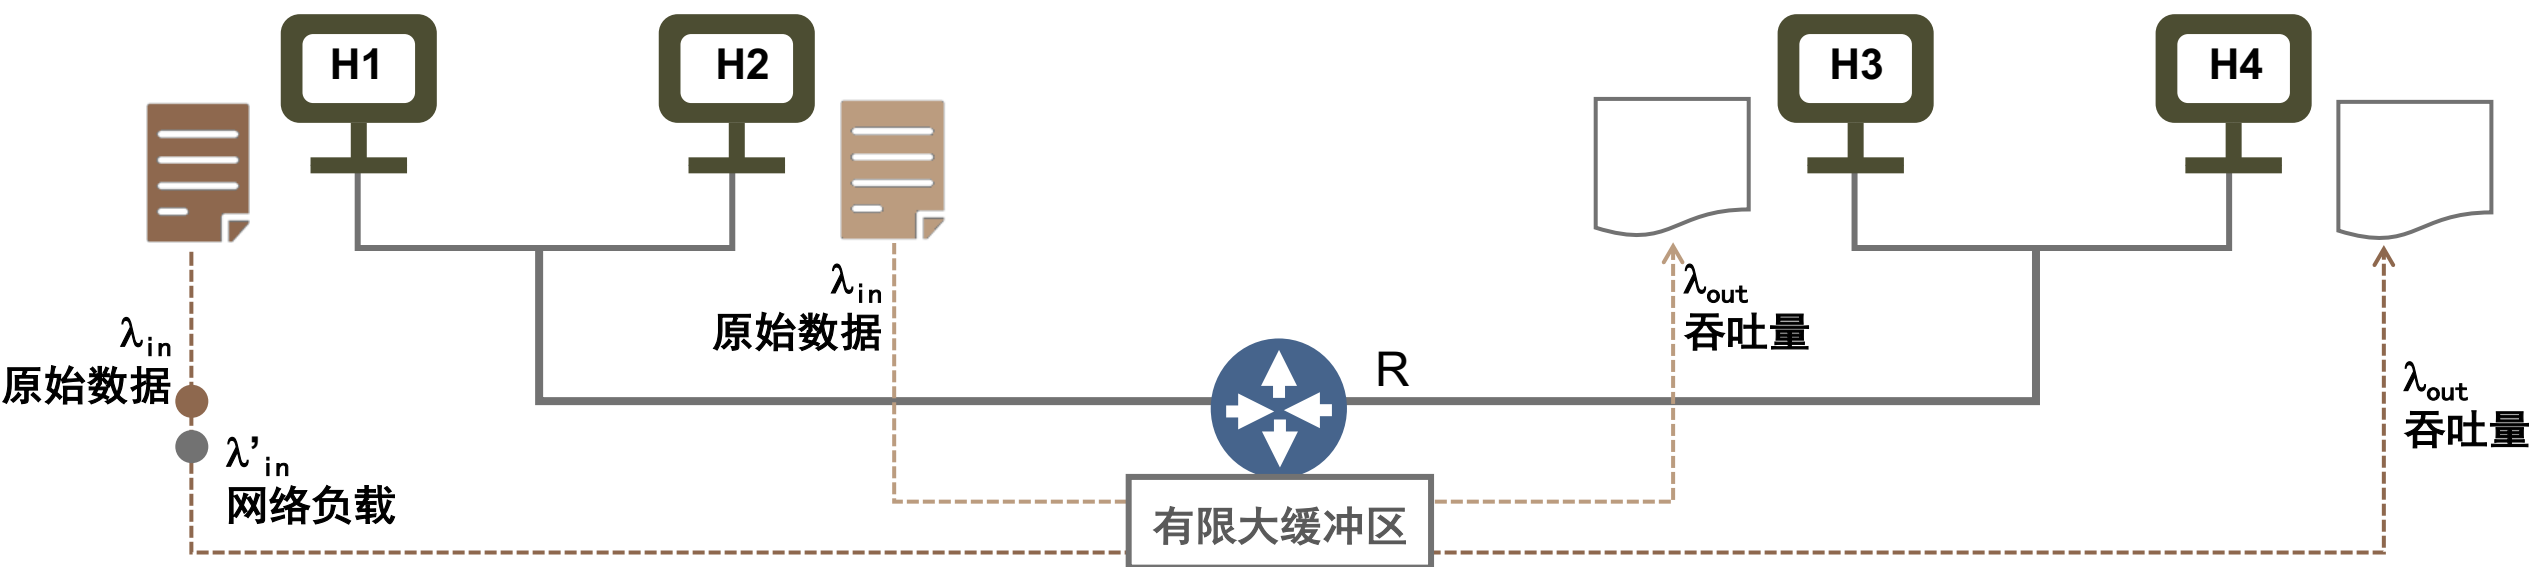 H1
H2
H3
H4
λin
原始数据
λ'in
网络负载
λin
原始数据
R
有限大缓冲区
λout
吞吐量
λout
吞吐量